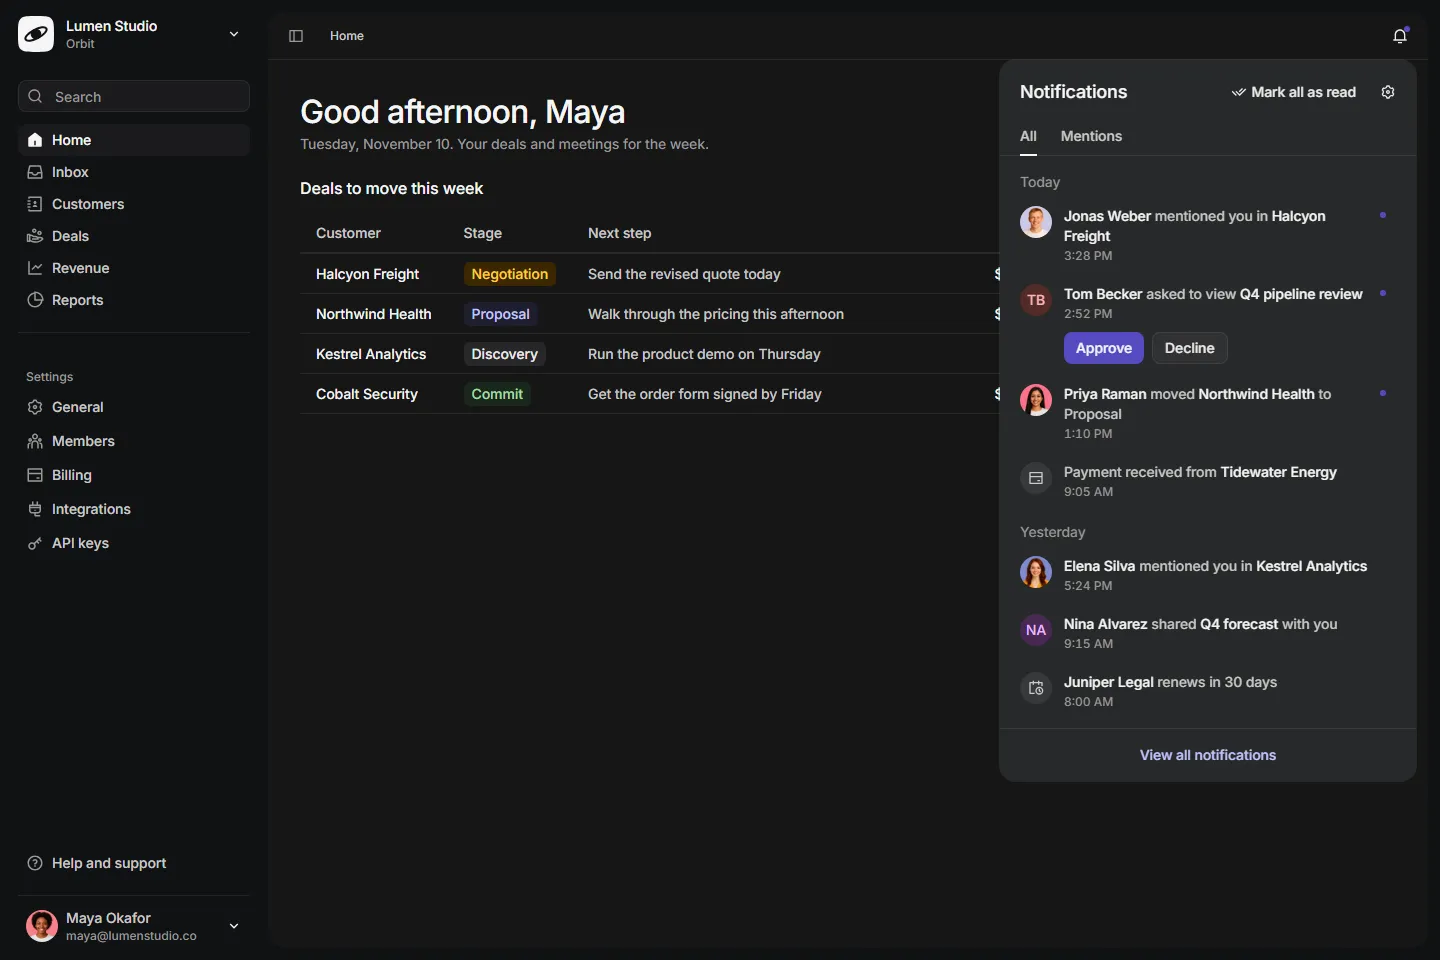 Lumen Studio
Orbit
Search
Home
Inbox
Customers
Deals
Revenue
Reports
Settings
General
Members
Billing
Integrations
API keys
Help and support
Maya Okafor
maya@lumenstudio.co
Home
Good afternoon, Maya
Tuesday, November 10. Your deals and meetings for the week.
Deals to move this week
Customer Stage Next step
Halcyon Freight Negotiation Send the revised quote today
Northwind Health Proposal Walk through the pricing this afternoon
Kestrel Analytics Discovery Run the product demo on Thursday
Cobalt Security Commit Get the order form signed by Friday
Notifications Mark all as read
All Mentions
Today
Jonas Weber mentioned you in Halcyon
Freight
3:28 PM
TB
Tom Becker asked to view Q4 pipeline review
2:52 PM
Approve Decline
Priya Raman moved Northwind Health to
Proposal
1:10 PM
Payment received from Tidewater Energy
9:05 AM
Yesterday
Elena Silva mentioned you in Kestrel Analytics
5:24 PM
NA
Nina Alvarez shared Q4 forecast with you
9:15 AM
Juniper Legal renews in 30 days
8:00 AM
View all notifications